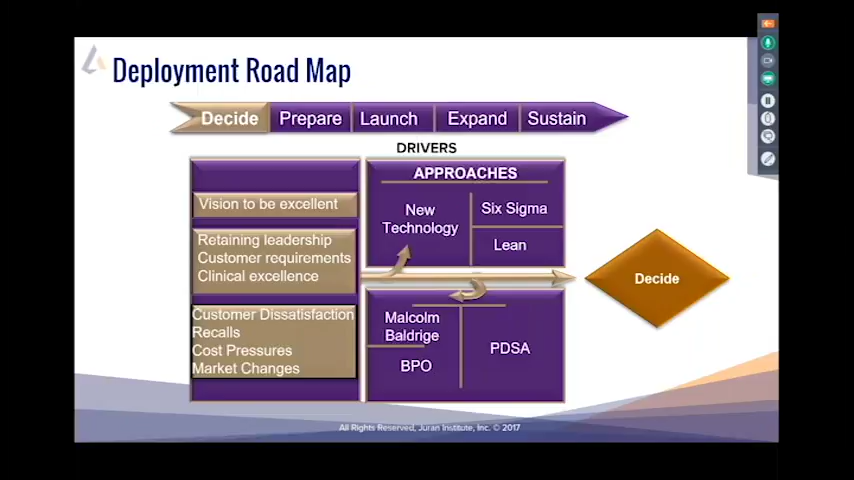 Deployment Road Map
Decide
Prepare
Launch
Expand
Sustain
DRIVERS
Vision to be excellent
Retaining leadership
Customer requirements
Clinical excellence
Customer Dissatisfaction
Recalls
Cost Pressures
Market Changes
APPROACHES
New
Technology
Six Sigma
Lean
Malcolm
Baldrige
BPO
PDSA
Decide
All Rights Reserved, Juran Institute, Inc. © 2017